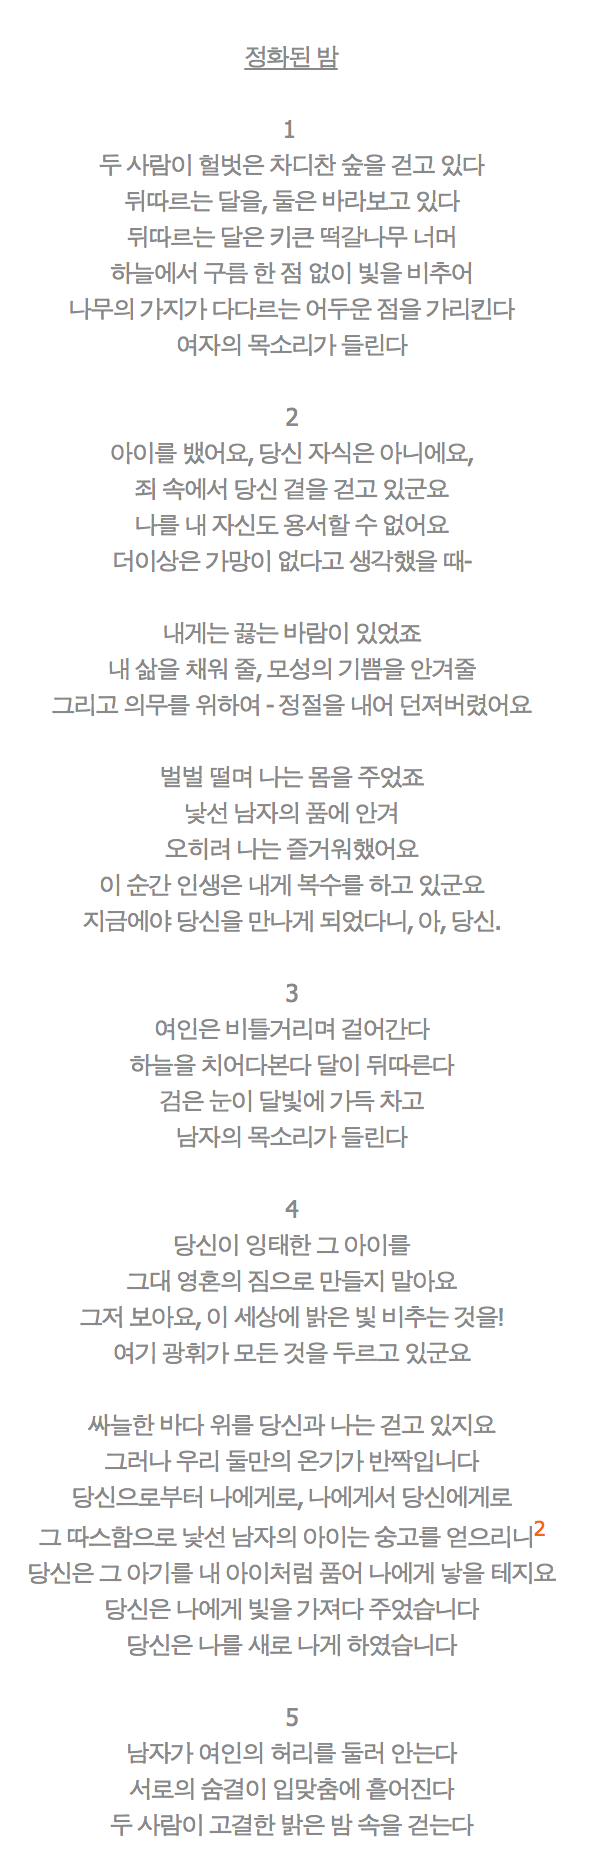 정화된 밤
1
두 사람이 헐벗은 차디찬 숲을 걷고 있다
뒤따르는 달을, 둘은 바라보고 있다
뒤따르는 달은 키큰 떡갈나무 너머
하늘에서 구름 한 점 없이 빛을 비추어
나무의 가지가 다다르는 어두운 점을 가리킨다
여자의 목소리가 들린다
2
아이를 뱄어요, 당신 자식은 아니에요,
죄 속에서 당신 곁을 걷고 있군요
나를 내 자신도 용서할 수 없어요
더이상은 가망이 없다고 생각했을 때-
내게는 끓는 바람이 있었죠
내 삶을 채워 줄, 모성의 기쁨을 안겨줄
그리고 의무를 위하여 - 정절을 내어 던져버렸어요
벌벌 떨며 나는 몸을 주었죠
낯선 남자의 품에 안겨
오히려 나는 즐거워했어요
이 순간 인생은 내게 복수를 하고 있군요
지금에야 당신을 만나게 되었다니, 아, 당신.
3
여인은 비틀거리며 걸어간다
하늘을 치어다본다 달이 뒤따른다
검은 눈이 달빛에 가득 차고
남자의 목소리가 들린다
4
당신이 잉태한 그 아이를
그대 영혼의 짐으로 만들지 말아요
그저 보아요, 이 세상에 밝은 빛 비추는 것을!
여기 광휘가 모든 것을 두르고 있군요
싸늘한 바다 위를 당신과 나는 걷고 있지요
그러나 우리 둘만의 온기가 반짝입니다
당신으로부터 나에게로, 나에게서 당신에게로
그 따스함으로 낯선 남자의 아이는 숭고를 얻으리니2
당신은 그 아기를 내 아이처럼 품어 나에게 낳을 테지요
당신은 나에게 빛을 가져다 주었습니다
당신은 나를 새로 나게 하였습니다
5
남자가 여인의 허리를 둘러 안는다
서로의 숨결이 입맞춤에 흩어진다
두 사람이 고결한 밝은 밤 속을 걷는다